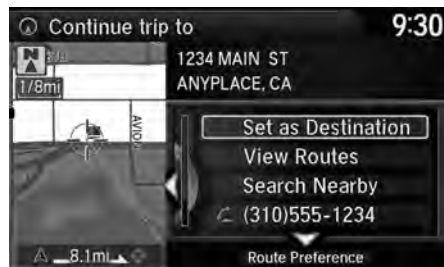 Continue trip to
9:30
N
1/8mi
1234 MAIN ST
ANYPLACE, CA
Set as Destination
View Routes
Search Nearby
(310)555-1234
8.1mi
Route Preference